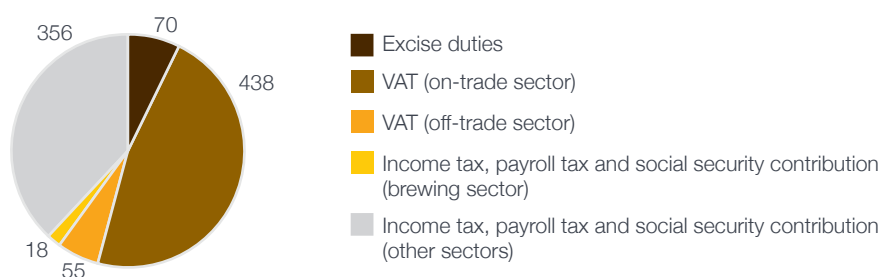 70
356
438
18
55
Excise duties
VAT (on-trade sector)
VAT (off-trade sector)
Income tax, payroll tax and social security contribution
(brewing sector)
Income tax, payroll tax and social security contribution
(other sectors)